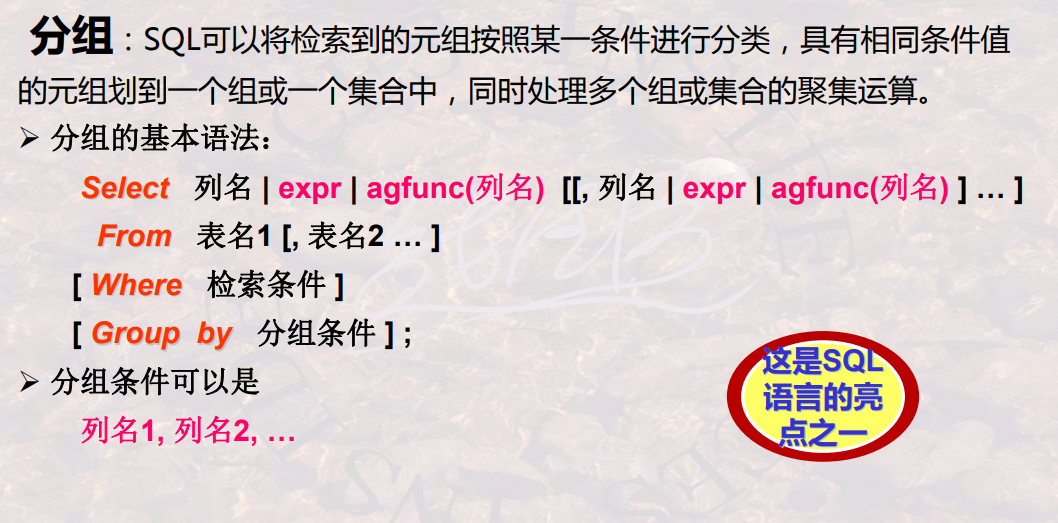 分组：SQL可以将检索到的元组按照某一条件进行分类，具有相同条件值
的元组划到一个组或一个集合中，同时处理多个组或集合的聚集运算。
➢ 分组的基本语法：
Select 列名 | expr | agfunc(列名) [[, 列名 | expr | agfunc(列名) ] … ]
From 表名1 [, 表名2 … ]
[ Where 检索条件 ]
[ Group by 分组条件 ] ;
➢ 分组条件可以是
列名1, 列名2, …
这是SQL
语言的亮
点之一